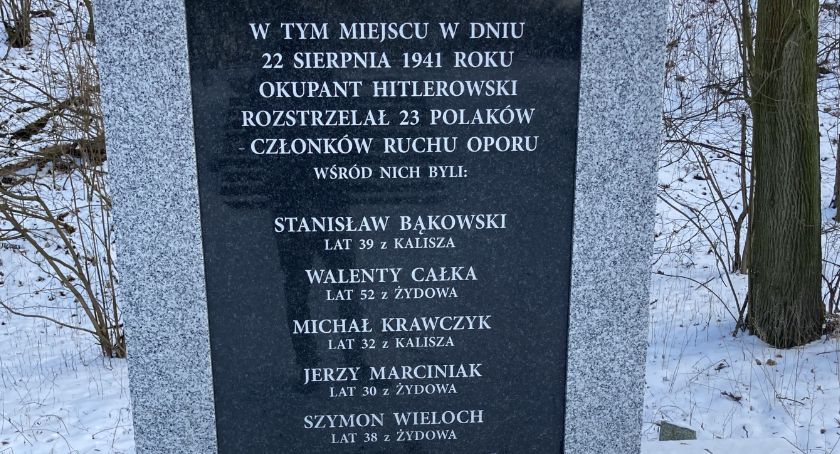 W TYM MIEJSCU W DNIU
22 SIERPNIA 1941 ROKU
OKUPANT HITLEROWSKI
ROZSTRZELAŁ 23 POLAKÓW
- CZŁONKÓW RUCHU OPORU
WŚRÓD NICH BYLI:
STANISŁAW BĄKOWSKI
LAT 39 z KALISZA
WALENTY CAŁKA
LAT 52 z ŻYDOWA
MICHAŁ KRAWCZYK
LAT 32 z KALISZA
JERZY MARCINIAK
LAT 30 z ŻYDOWA
SZYMON WIELOCH
LAT 38 z ŻYDOWA